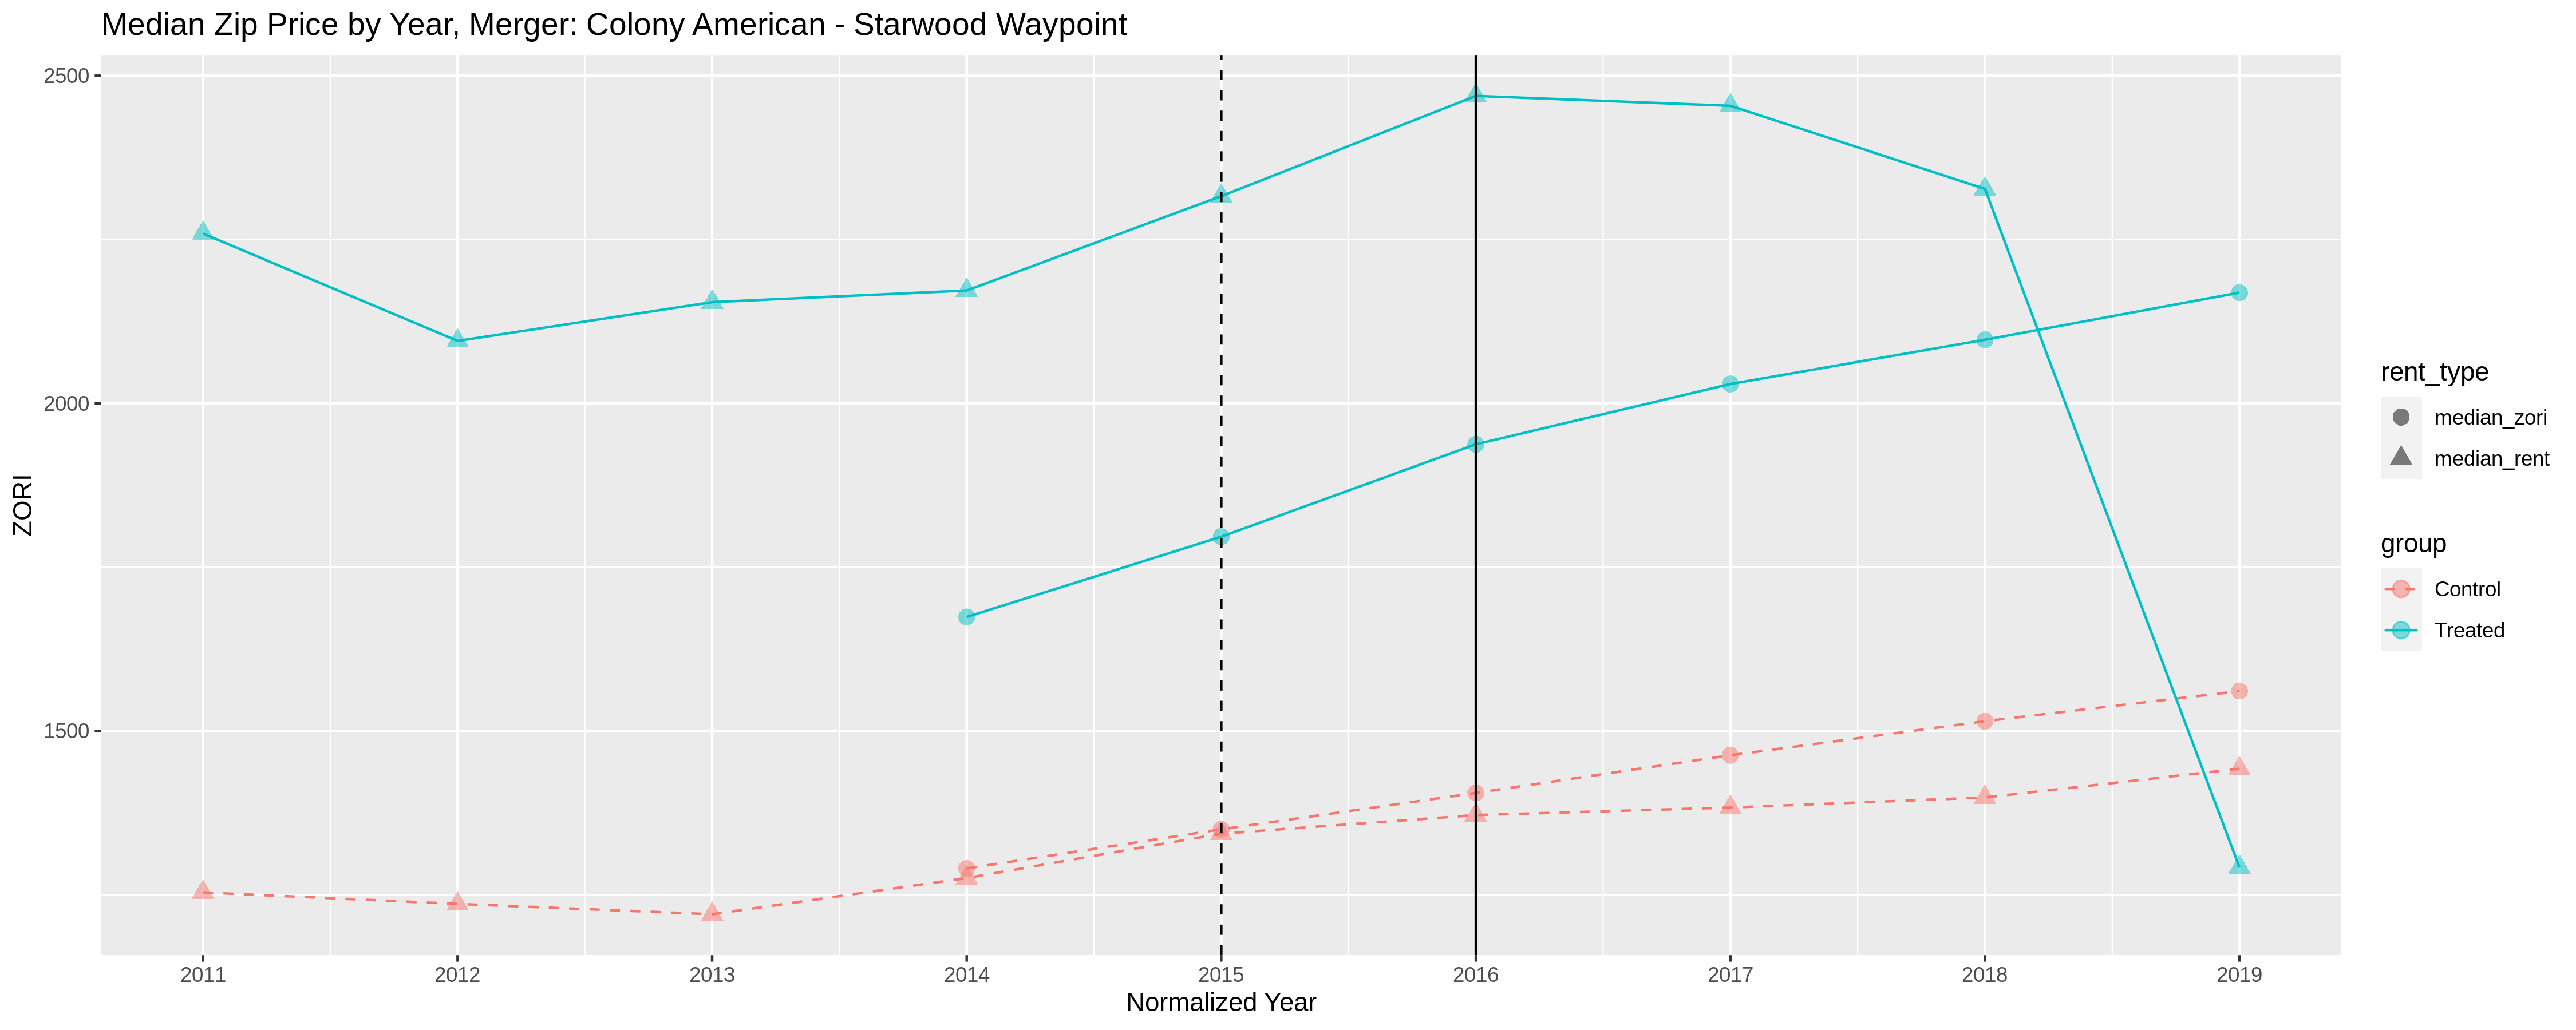 Median Zip Price by Year, Merger: Colony American - Starwood Waypoint
2500
2000
1500
ZORI
2011 2012 2013 2014 2015 2016 2017 2018 2019
Normalized Year
rent_type
median_zori
median_rent
group
Control
Treated